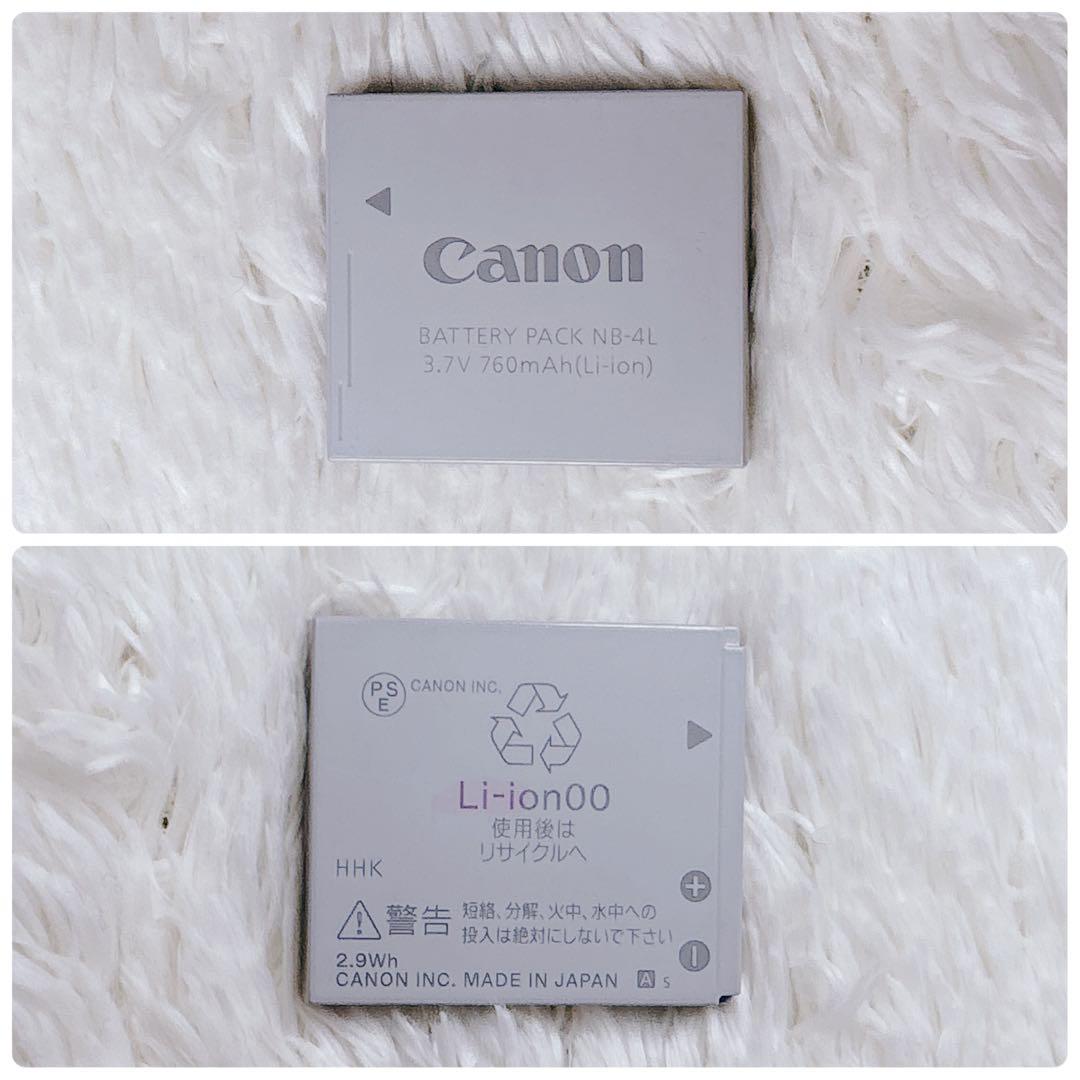 Canon
BATTERY PACK NB-4L
3.7V 760mAh(Li-ion)
PSE CANON INC.
Li-ion00
使用後は
リサイクルへ
HHK
警告 短絡、分解、火中、水中への
投入は絶対にしないで下さい
2.9Wh
CANON INC. MADE IN JAPAN A S